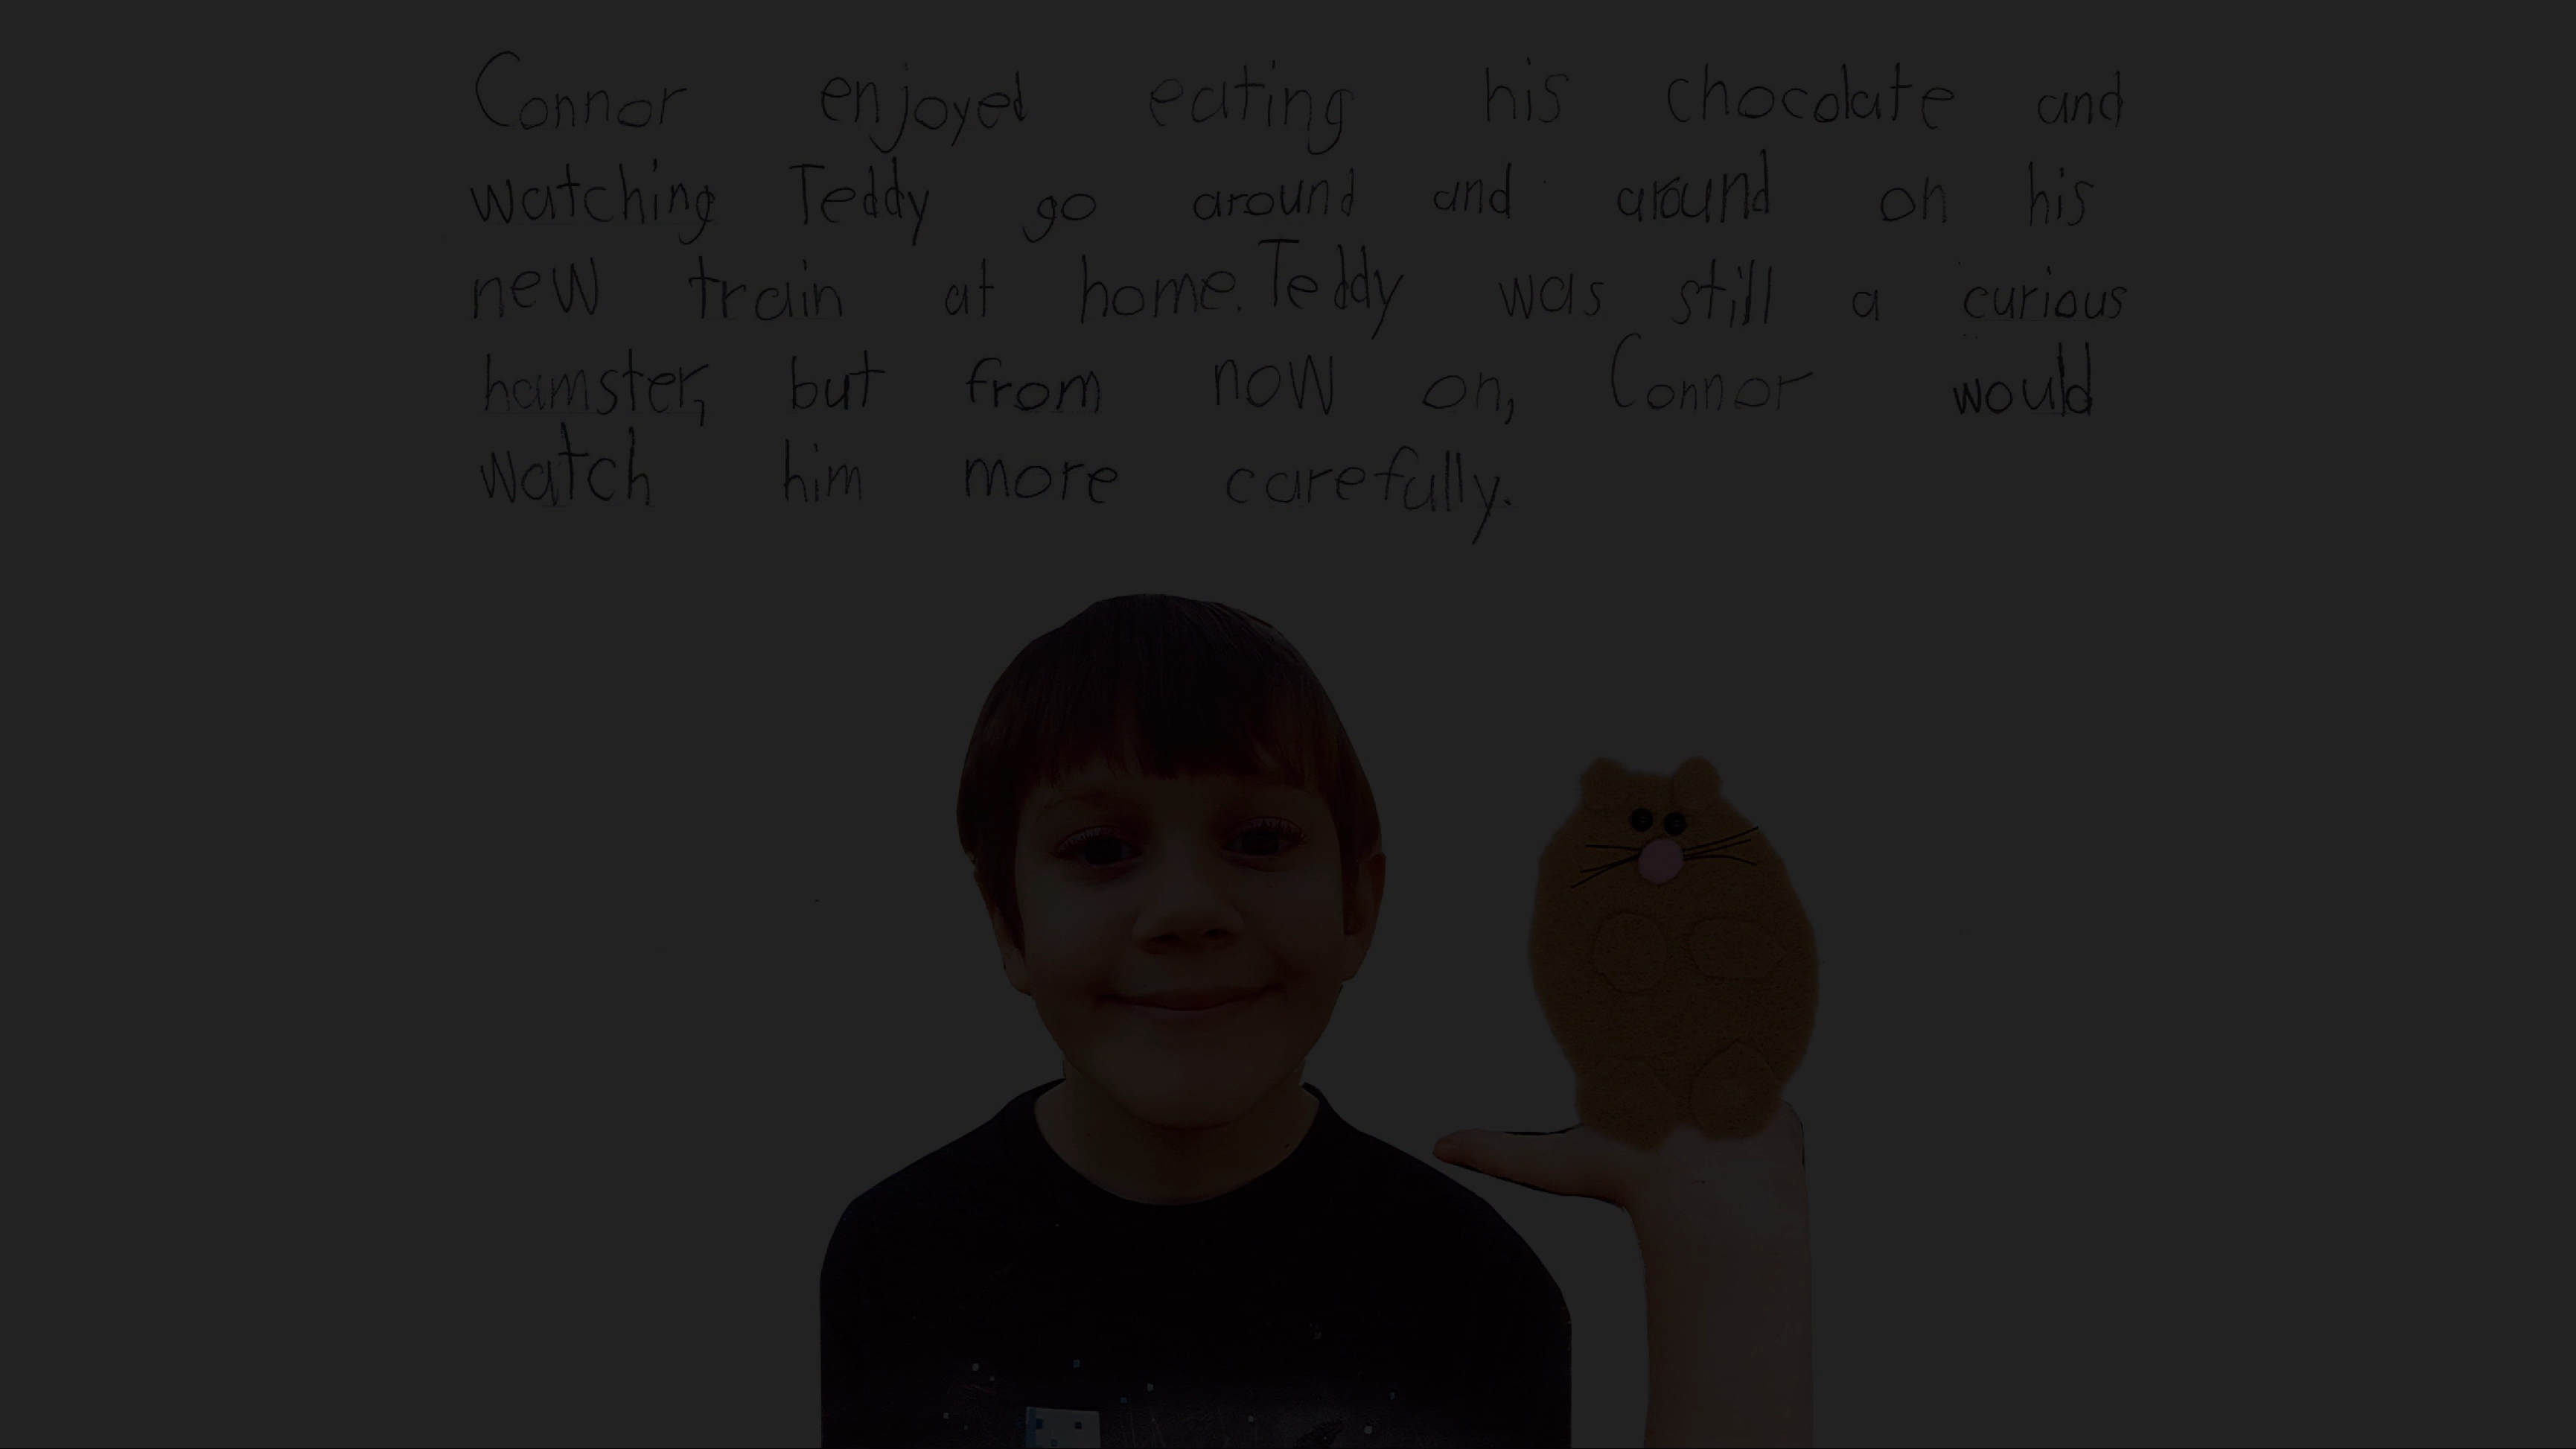 Connor enjoyed eating his chocolate and
watching Teddy go around and around on his
new train at home. Teddy was still a curious
hamster, but from now on, Connor would
watch him more carefully.